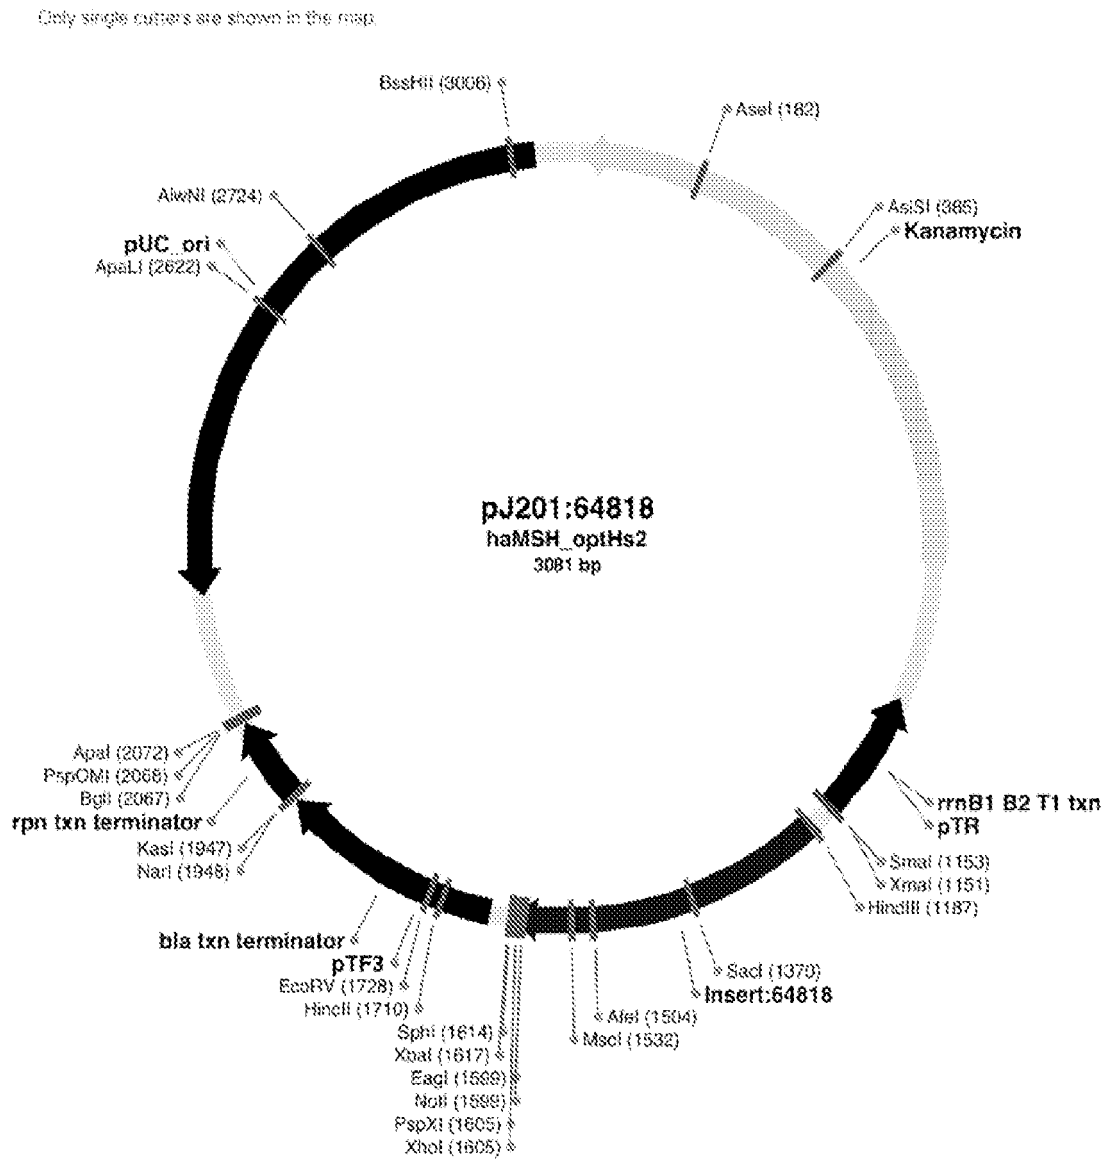 Only single cutters are shown in the map.
BssHII (3006)
AseI (182)
AlwNI (2724)
AsiSI (385)
pUC_ori
Kanamycin
ApaLI (2622)
pJ201:64818
haMSH_optHs2
3081 bp
ApaI (2072)
PspOMI (2068)
BglI (2067)
rpn txn terminator
rrnB1 B2 T1 txn
pTR
KasI (1947)
NarI (1948)
SmaI (1153)
XmaI (1151)
HindIII (1187)
bla txn terminator
pTF3
EcoRV (1728)
HincII (1710)
SacI (1370)
Insert:64818
AfeI (1504)
MscI (1532)
SphI (1614)
XbaI (1617)
EagI (1599)
NotI (1599)
PspXI (1605)
XhoI (1605)